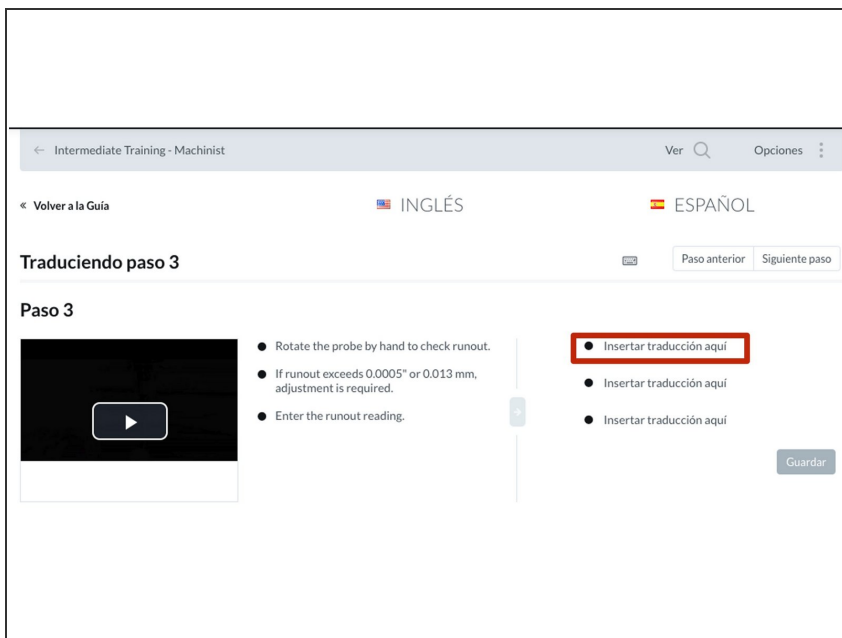 ← Intermediate Training - Machinist
Ver
Opciones
« Volver a la Guía
INGLÉS
ESPAÑOL
Traduciendo paso 3
Paso anterior
Siguiente paso
Paso 3
● Rotate the probe by hand to check runout.
● If runout exceeds 0.0005" or 0.013 mm,
adjustment is required.
● Enter the runout reading.
● Insertar traducción aquí
● Insertar traducción aquí
● Insertar traducción aquí
Guardar